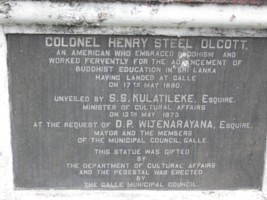 COLONEL HENRY STEEL OLCOTT,
AN AMERICAN WHO EMBRACED BUDDHISM AND
WORKED FERVENTLY FOR THE ADVANCEMENT OF
BUDDHIST EDUCATION IN SRI LANKA
HAVING LANDED AT GALLE
ON 17TH MAY 1880.
UNVEILED BY S.S. KULATILEKE, ESQUIRE.
MINISTER OF CULTURAL AFFAIRS
ON MAY 1973
AT THE REQUEST OF D.P. WIJENARAYANA, ESQUIRE.
MAYOR AND THE MEMBERS
OF THE MUNICIPAL COUNCIL, GALLE.
THIS STATUE WAS GIFTED
BY
THE DEPARTMENT OF CULTURAL AFFAIRS
AND THE PEDESTAL WAS ERECTED
BY
THE GALLE MUNICIPAL COUNCIL